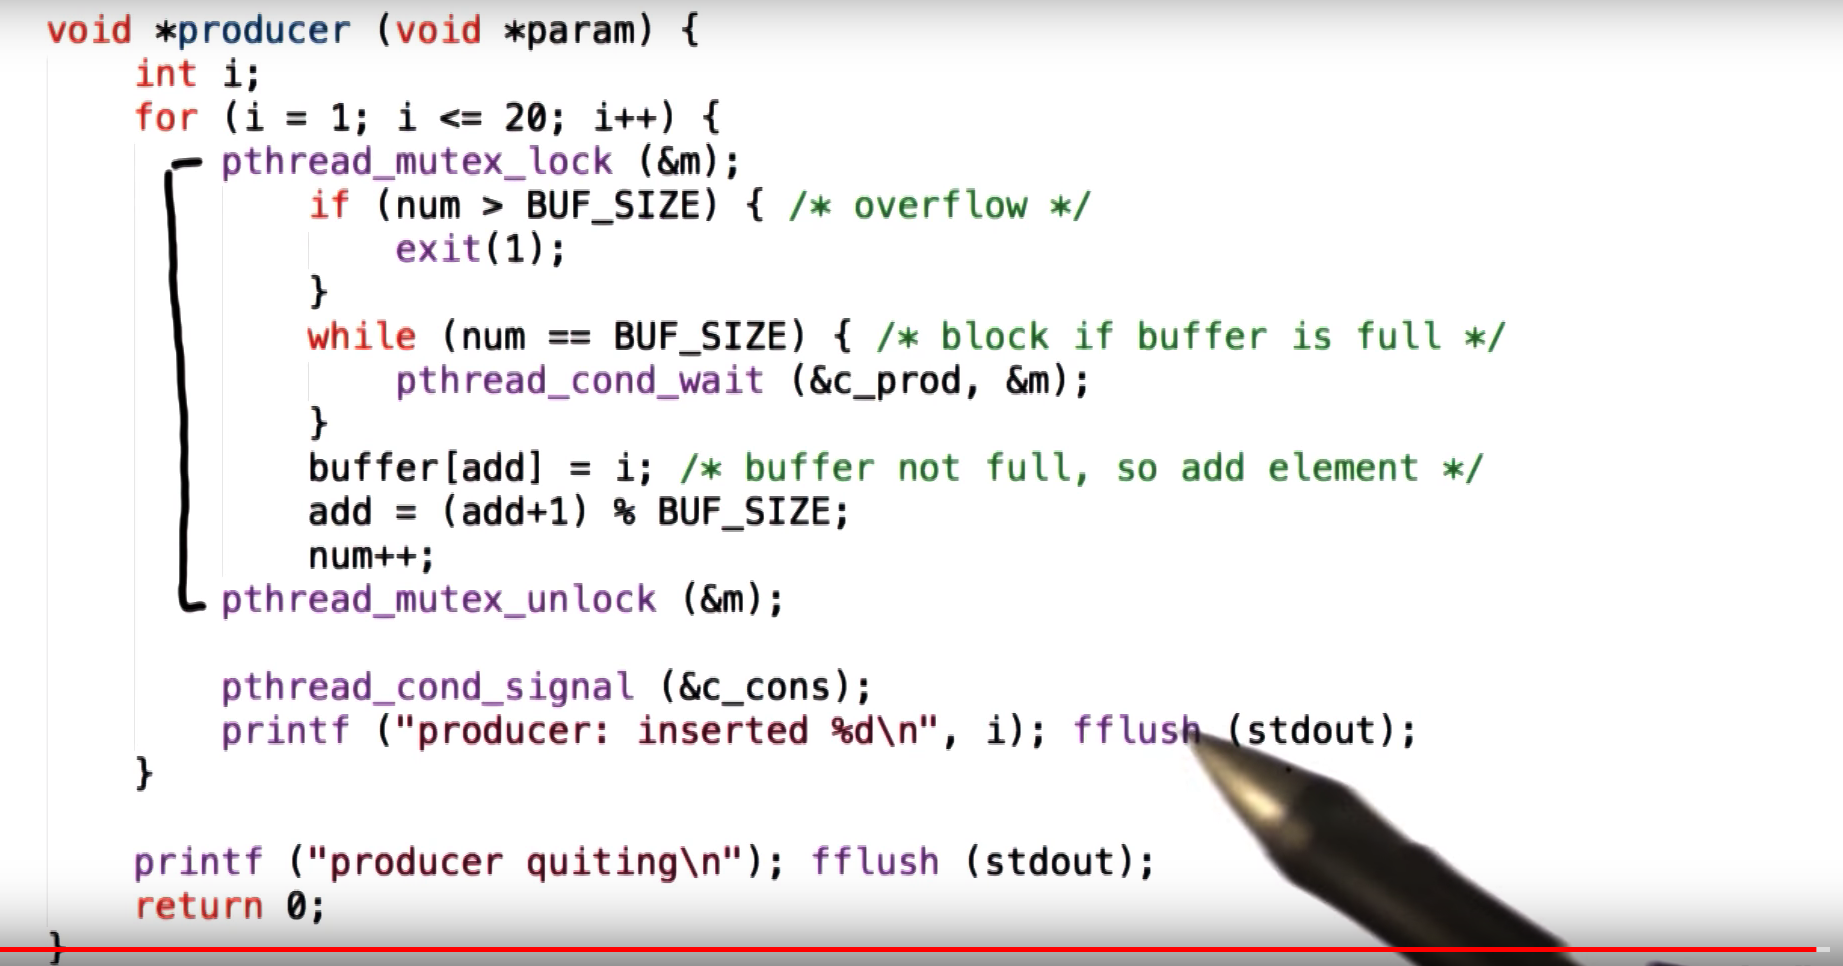 void *producer (void *param) {
int i;
for (i = 1; i <= 20; i++) {
pthread_mutex_lock (&m);
if (num > BUF_SIZE) { /* overflow */
exit(1);
}
while (num == BUF_SIZE) { /* block if buffer is full */
pthread_cond_wait (&c_prod, &m);
}
buffer[add] = i; /* buffer not full, so add element */
add = (add+1) % BUF_SIZE;
num++;
pthread_mutex_unlock (&m);
pthread_cond_signal (&c_cons);
printf ("producer: inserted %d\n", i); fflush (stdout);
}
printf ("producer quiting\n"); fflush (stdout);
return 0;
}